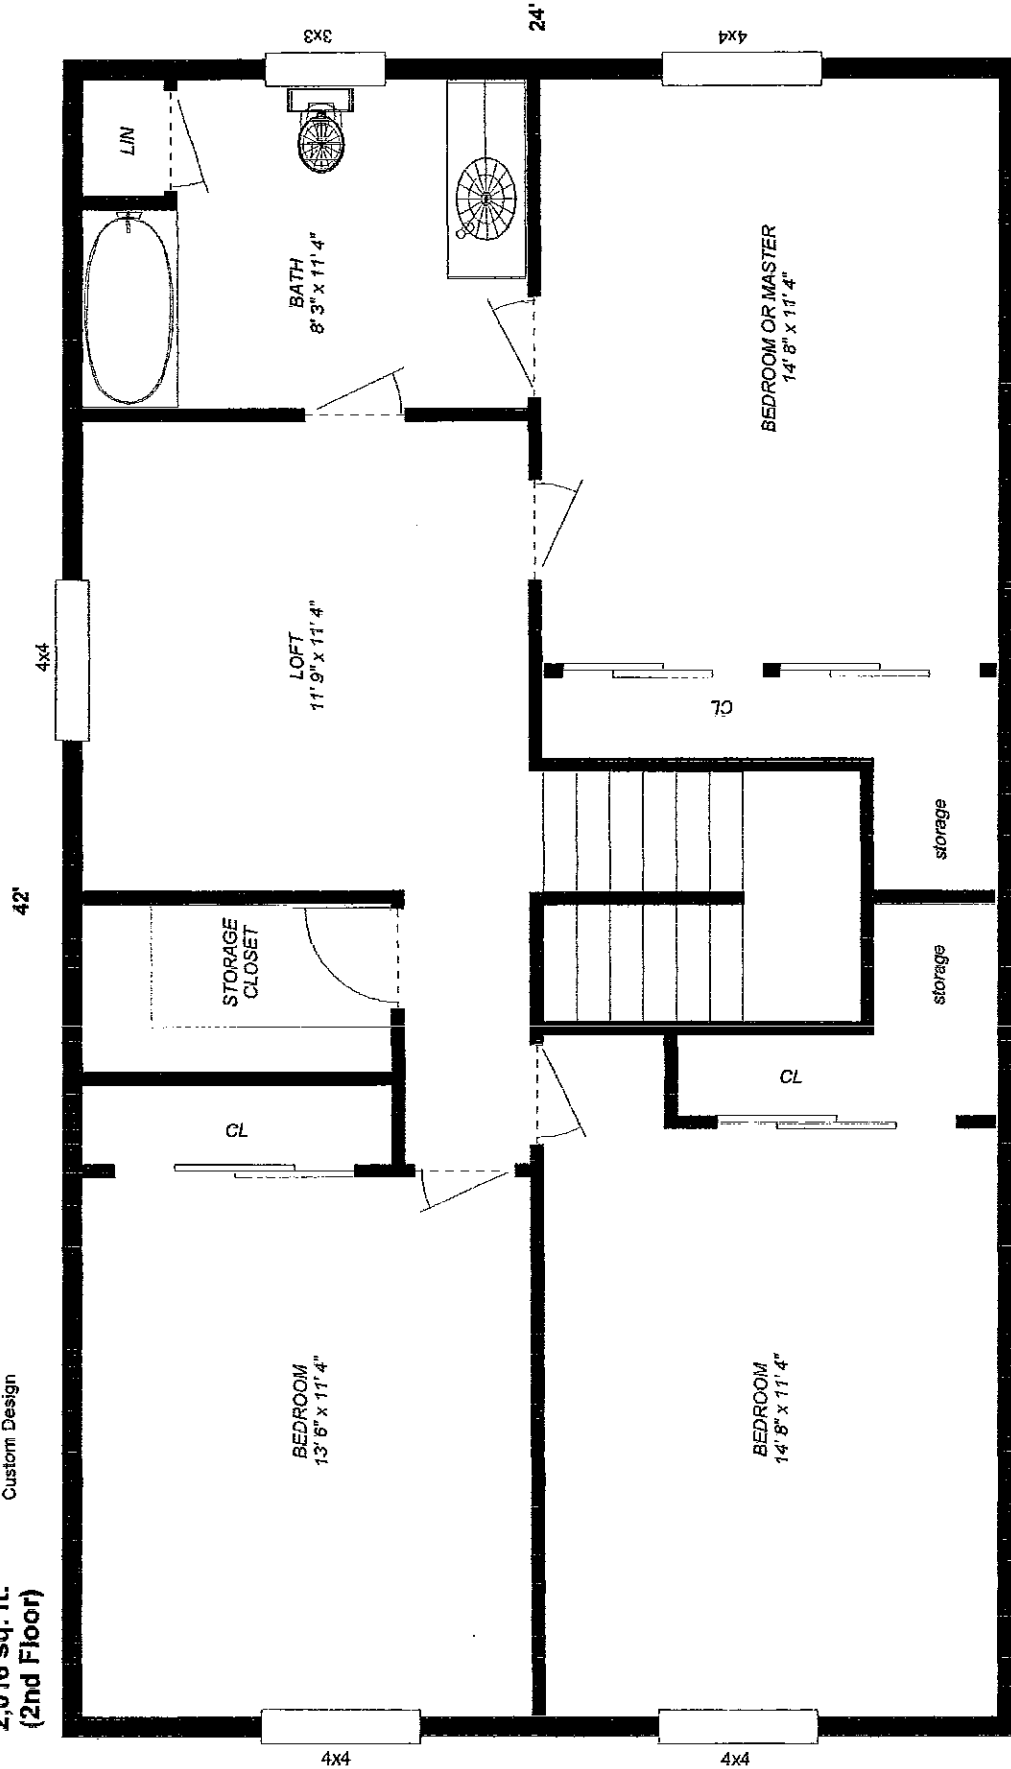 sq. ft.
(2nd Floor)
Custom Design
42'
24'
4x4
3x3
4x4
4x4
4x4
LIN
BATH
8' 3" x 11' 4"
LOFT
11' 9" x 11' 4"
STORAGE
CLOSET
CL
BEDROOM
13' 6" x 11' 4"
BEDROOM OR MASTER
14' 8" x 11' 4"
CL
storage
storage
CL
BEDROOM
14' 8" x 11' 4"